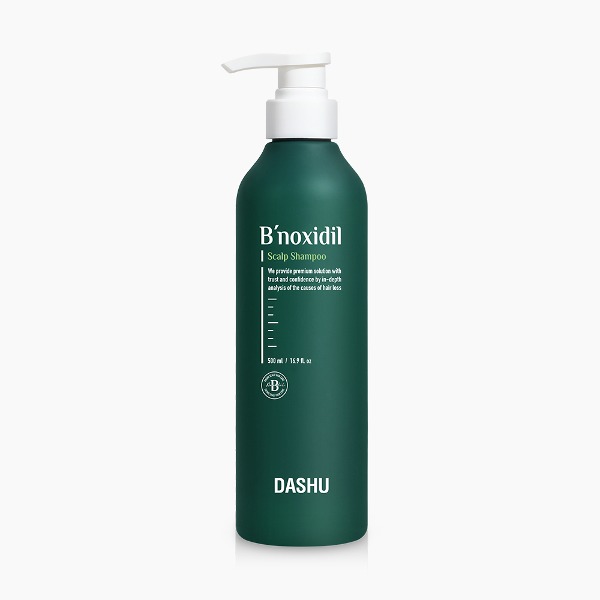 B'noxidil
Scalp Shampoo
We provide premium solution with
trust and confidence by in-depth
analysis of the causes of hair loss
500 ml / 16.9 fl. oz
B
DASHU